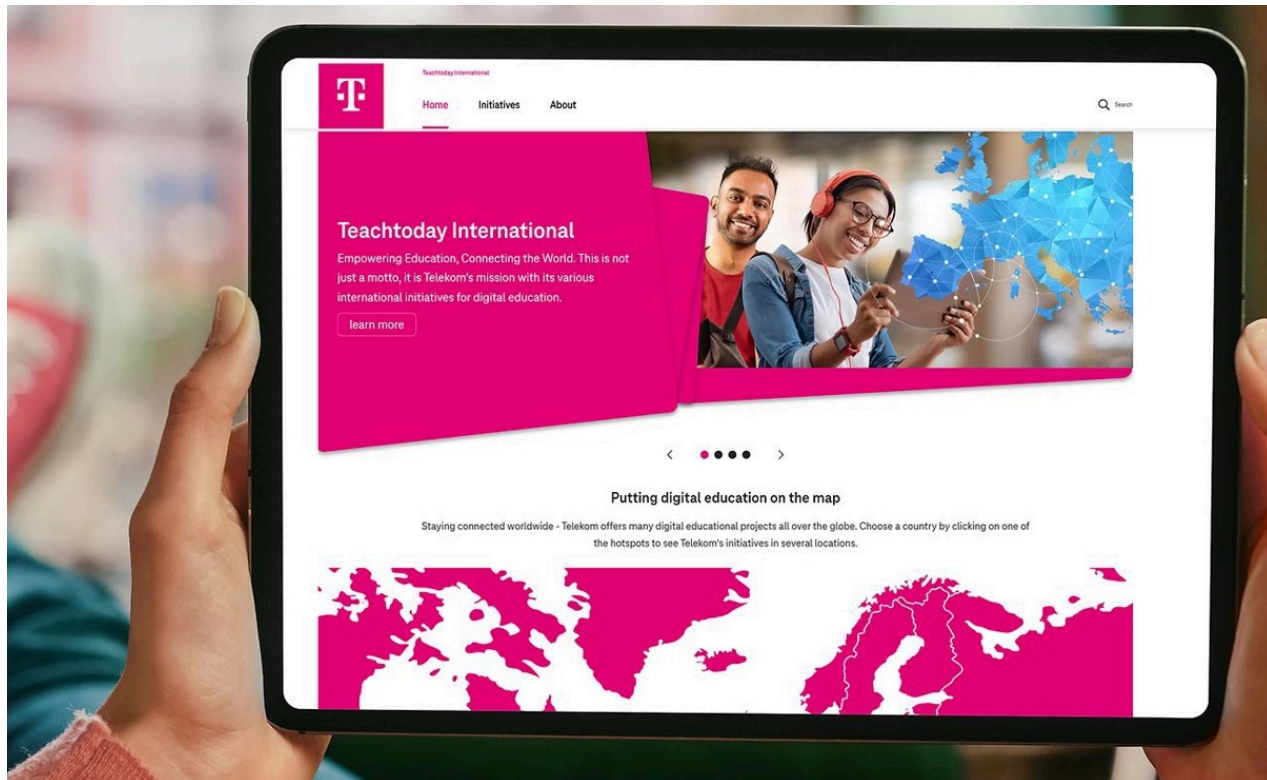 T
Teachtoday International
Home Initiatives About
Search
Teachtoday International
Empowering Education, Connecting the World. This is not
just a motto, it is Telekom's mission with its various
international initiatives for digital education.
learn more
Putting digital education on the map
Staying connected worldwide - Telekom offers many digital educational projects all over the globe. Choose a country by clicking on one of
the hotspots to see Telekom's initiatives in several locations.